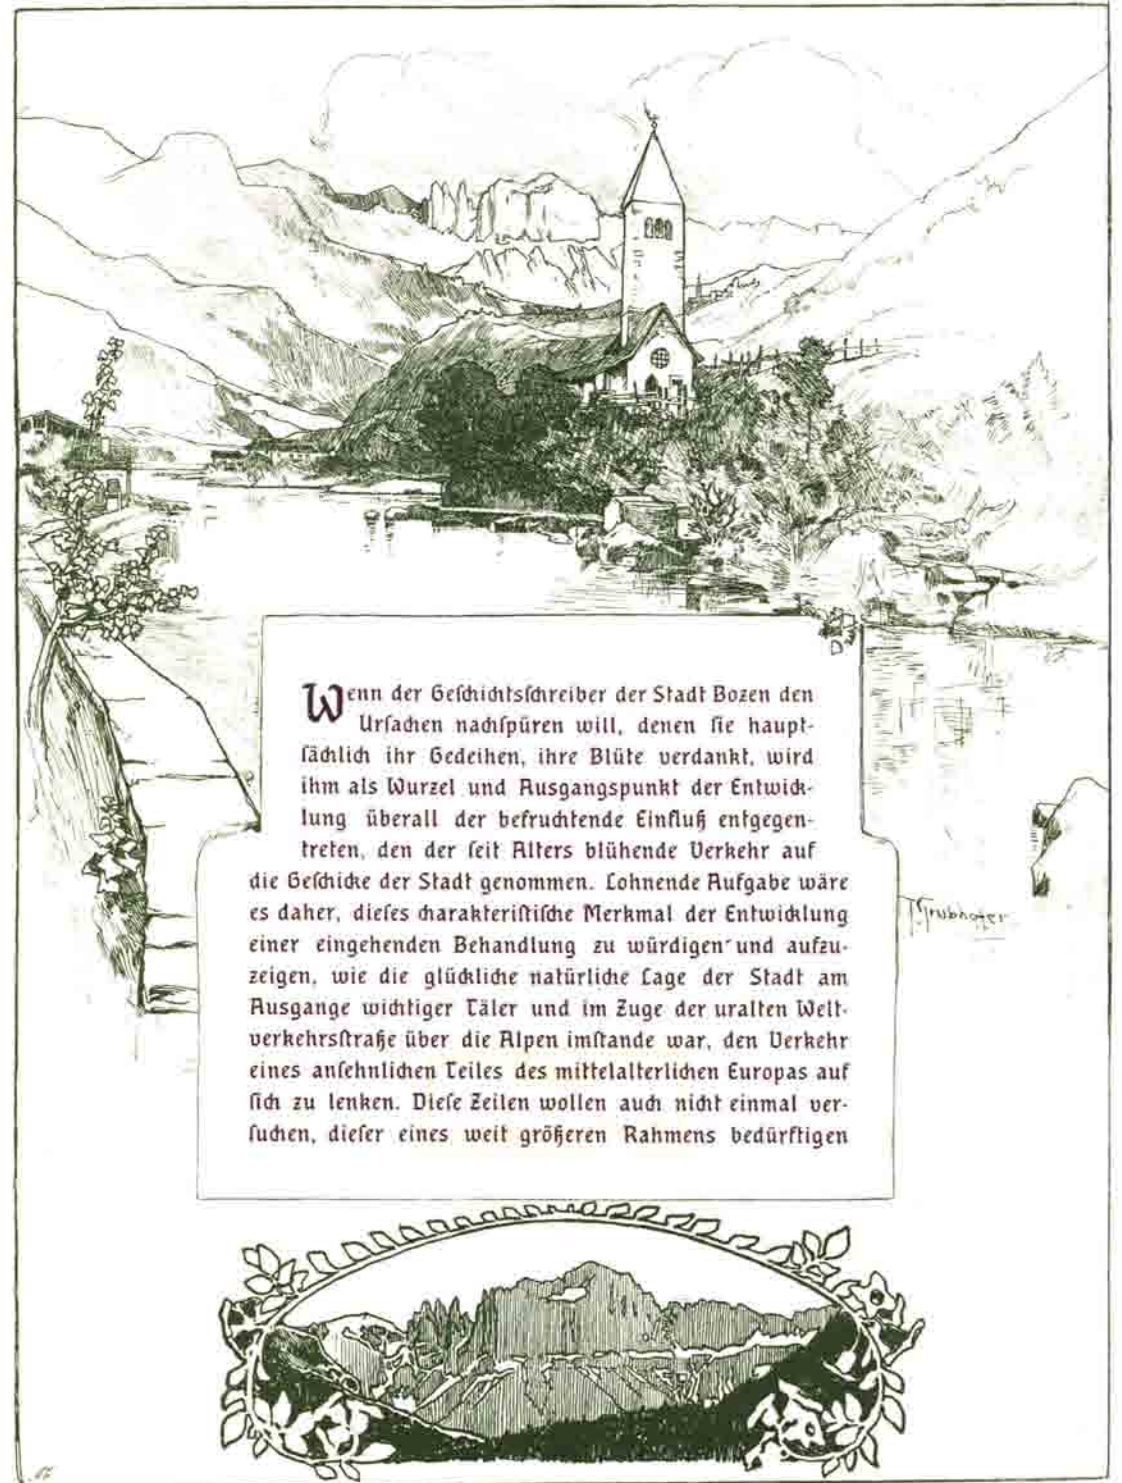 Wenn der Geſchichtsſchreiber der Stadt Bozen den
Urſachen nachſpüren will, denen ſie haupt-
ſächlich ihr Gedeihen, ihre Blüte verdankt, wird
ihm als Wurzel und Ausgangspunkt der Entwick-
lung überall der befruchtende Einfluß entgegen-
treten, den der ſeit Alters blühende Verkehr auf
die Geſchicke der Stadt genommen. Lohnende Aufgabe wäre
es daher, dieſes charakteriſtiſche Merkmal der Entwicklung
einer eingehenden Behandlung zu würdigen und aufzu-
zeigen, wie die glückliche natürliche Lage der Stadt am
Ausgange wichtiger Täler und im Zuge der uralten Welt-
verkehrsſtraße über die Alpen imſtande war, den Verkehr
eines anſehnlichen Teiles des mittelalterlichen Europas auf
ſich zu lenken. Dieſe Zeilen wollen auch nicht einmal ver-
ſuchen, dieſer eines weit größeren Rahmens bedürftigen
T. Grubhofer